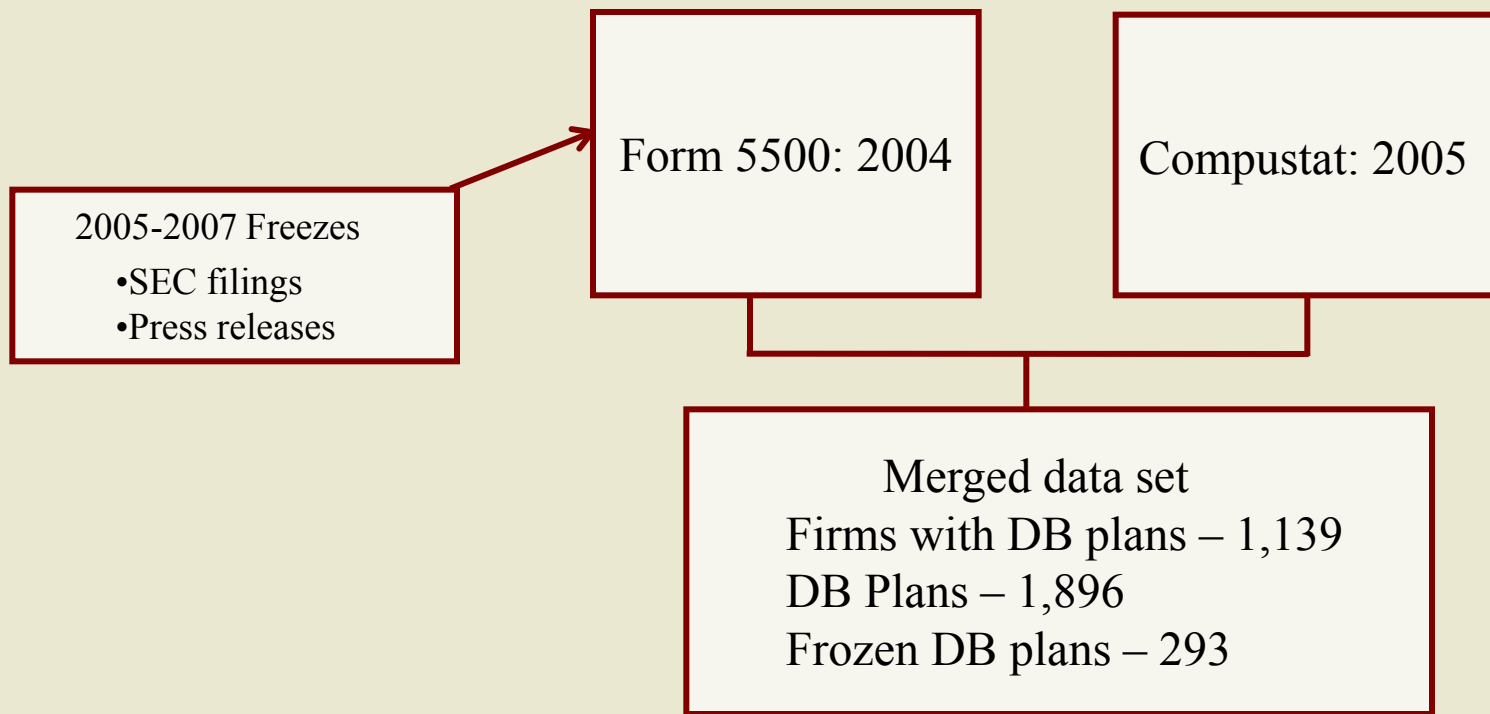 Form 5500: 2004
Compustat: 2005
2005-2007 Freezes
•SEC filings
•Press releases
Merged data set
Firms with DB plans – 1,139
DB Plans – 1,896
Frozen DB plans – 293